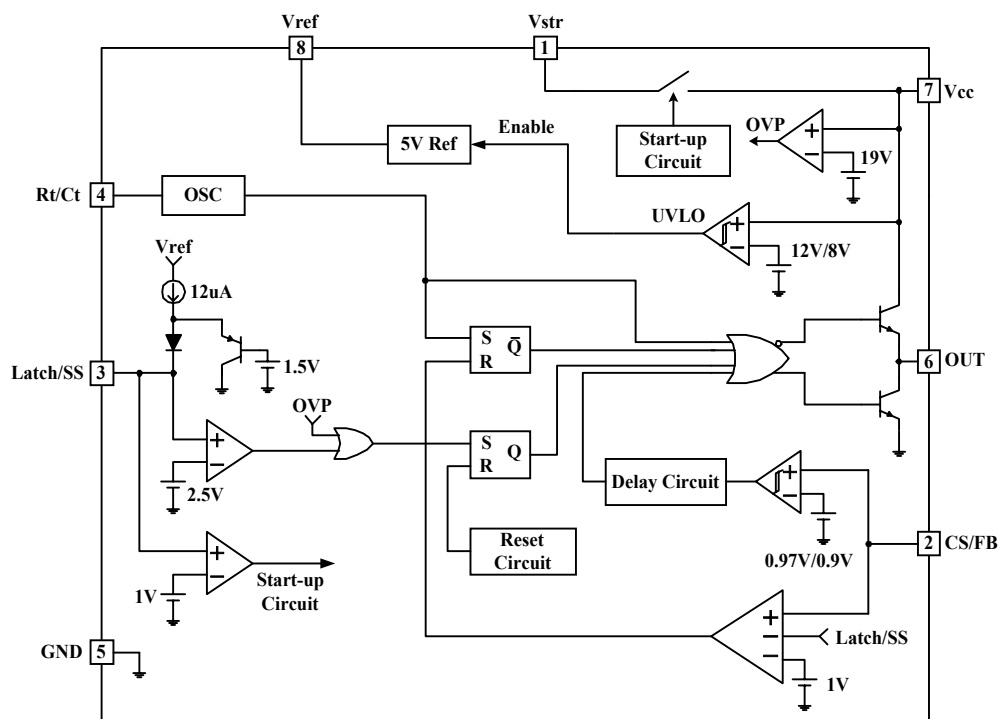 Vref
8
Vstr
1
7
Vcc
OVP
+
−
19V
Enable
5V Ref
Start-up
Circuit
Rt/Ct
4
OSC
UVLO
+
−
12V/8V
Vref
12uA
S
Q̅
R
1.5V
Latch/SS
3
6
OUT
OVP
S
Q
R
+
−
2.5V
Delay Circuit
+
−
0.97V/0.9V
2
CS/FB
Reset
Circuit
+
−
1V
Start-up
Circuit
+
−
Latch/SS
−
1V
GND
5